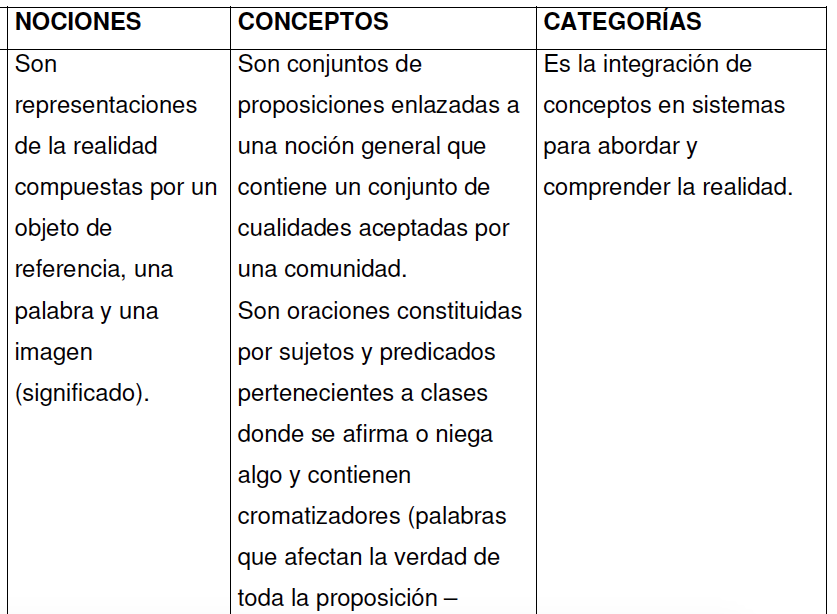 NOCIONES
Son
representaciones
de la realidad
compuestas por un
objeto de
referencia, una
palabra y una
imagen
(significado).
CONCEPTOS
Son conjuntos de
proposiciones enlazadas a
una noción general que
contiene un conjunto de
cualidades aceptadas por
una comunidad.
Son oraciones constituidas
por sujetos y predicados
pertenecientes a clases
donde se afirma o niega
algo y contienen
cromatizadores (palabras
que afectan la verdad de
toda la proposición –
CATEGORÍAS
Es la integración de
conceptos en sistemas
para abordar y
comprender la realidad.